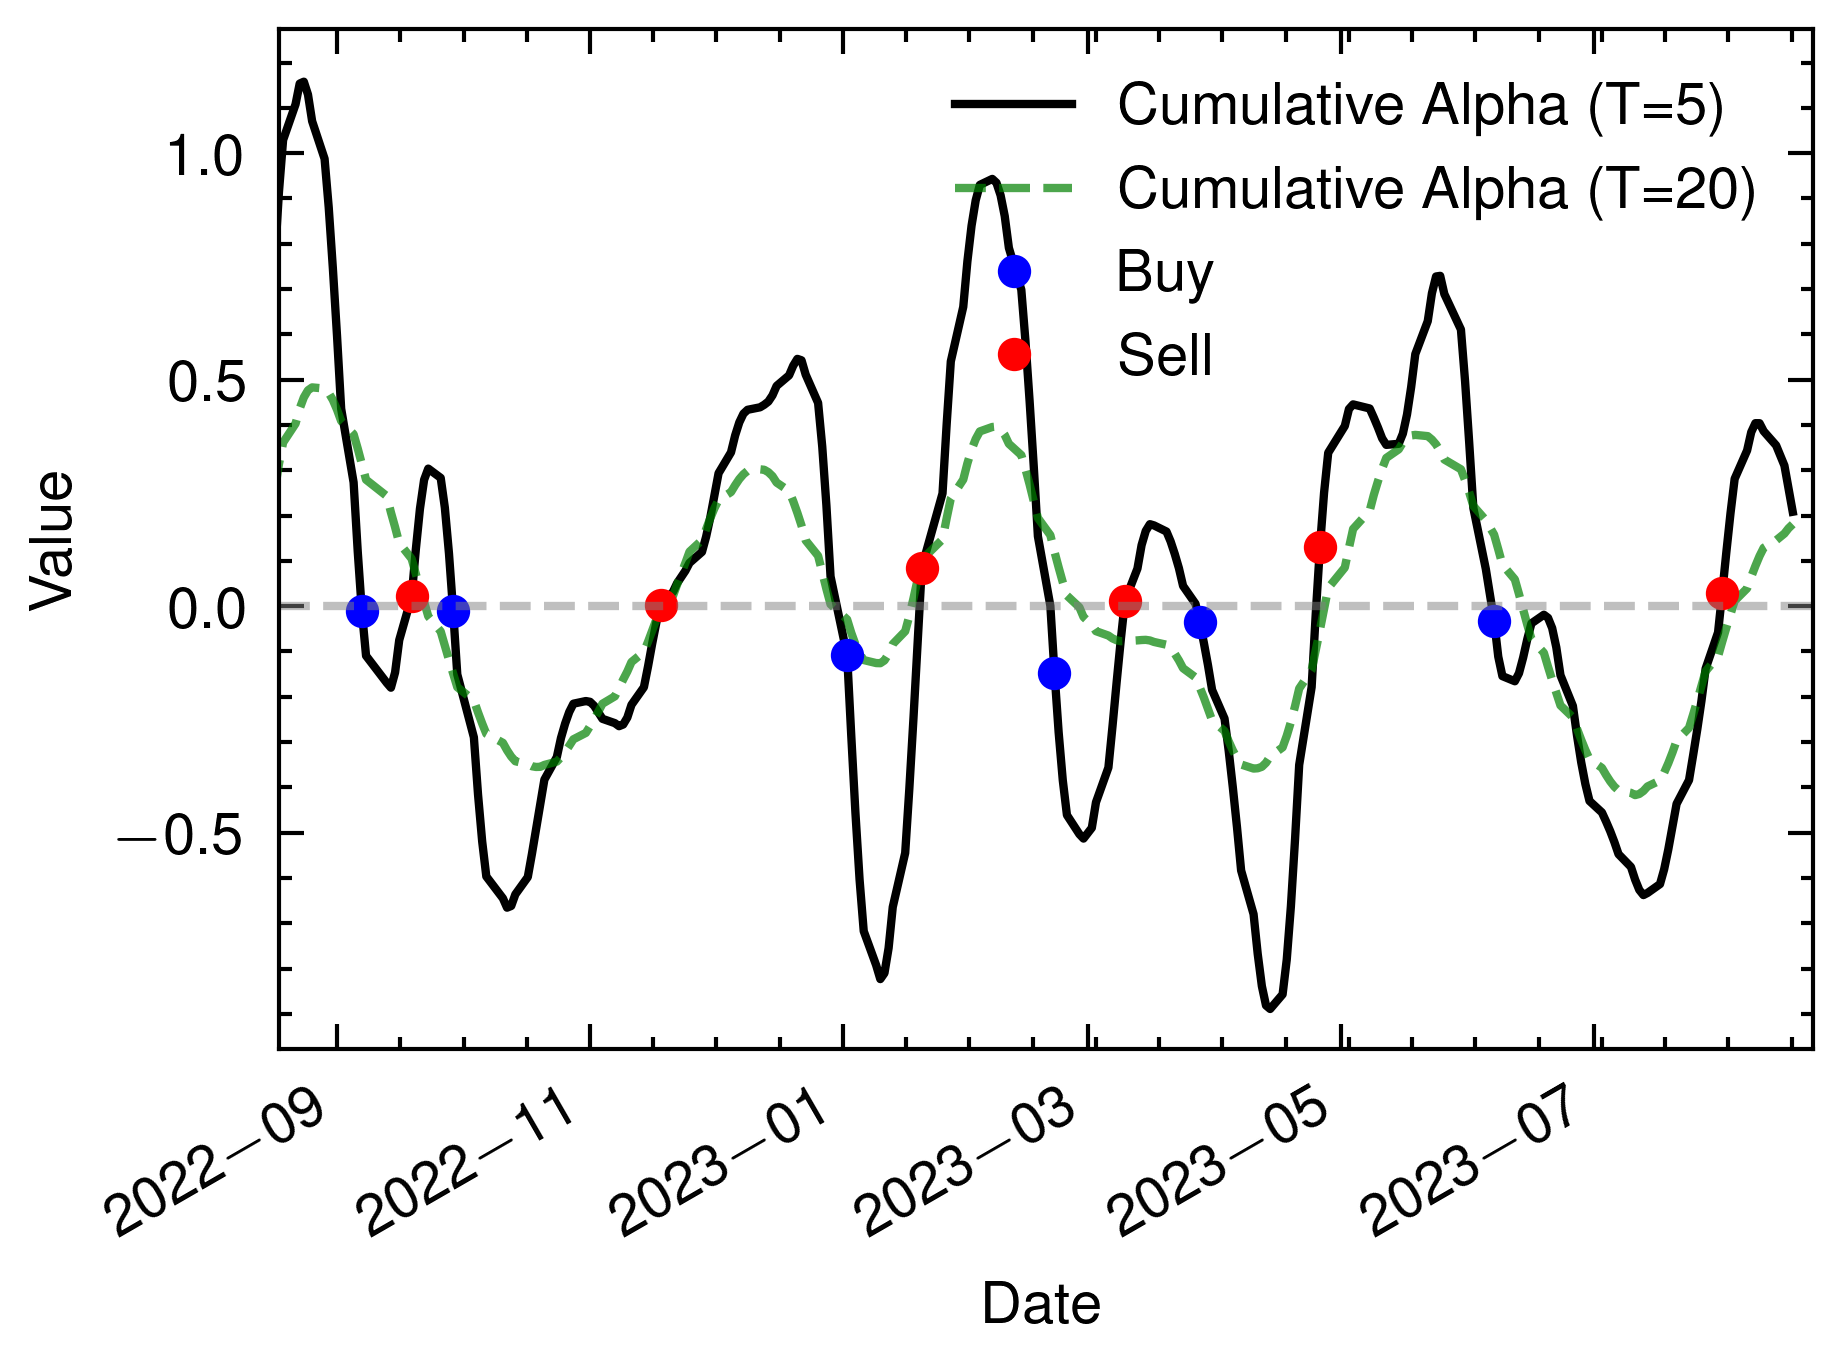 Cumulative Alpha (T=5)
Cumulative Alpha (T=20)
Buy
Sell
1.0
0.5
0.0
−0.5
Value
2022−09
2022−11
2023−01
2023−03
2023−05
2023−07
Date